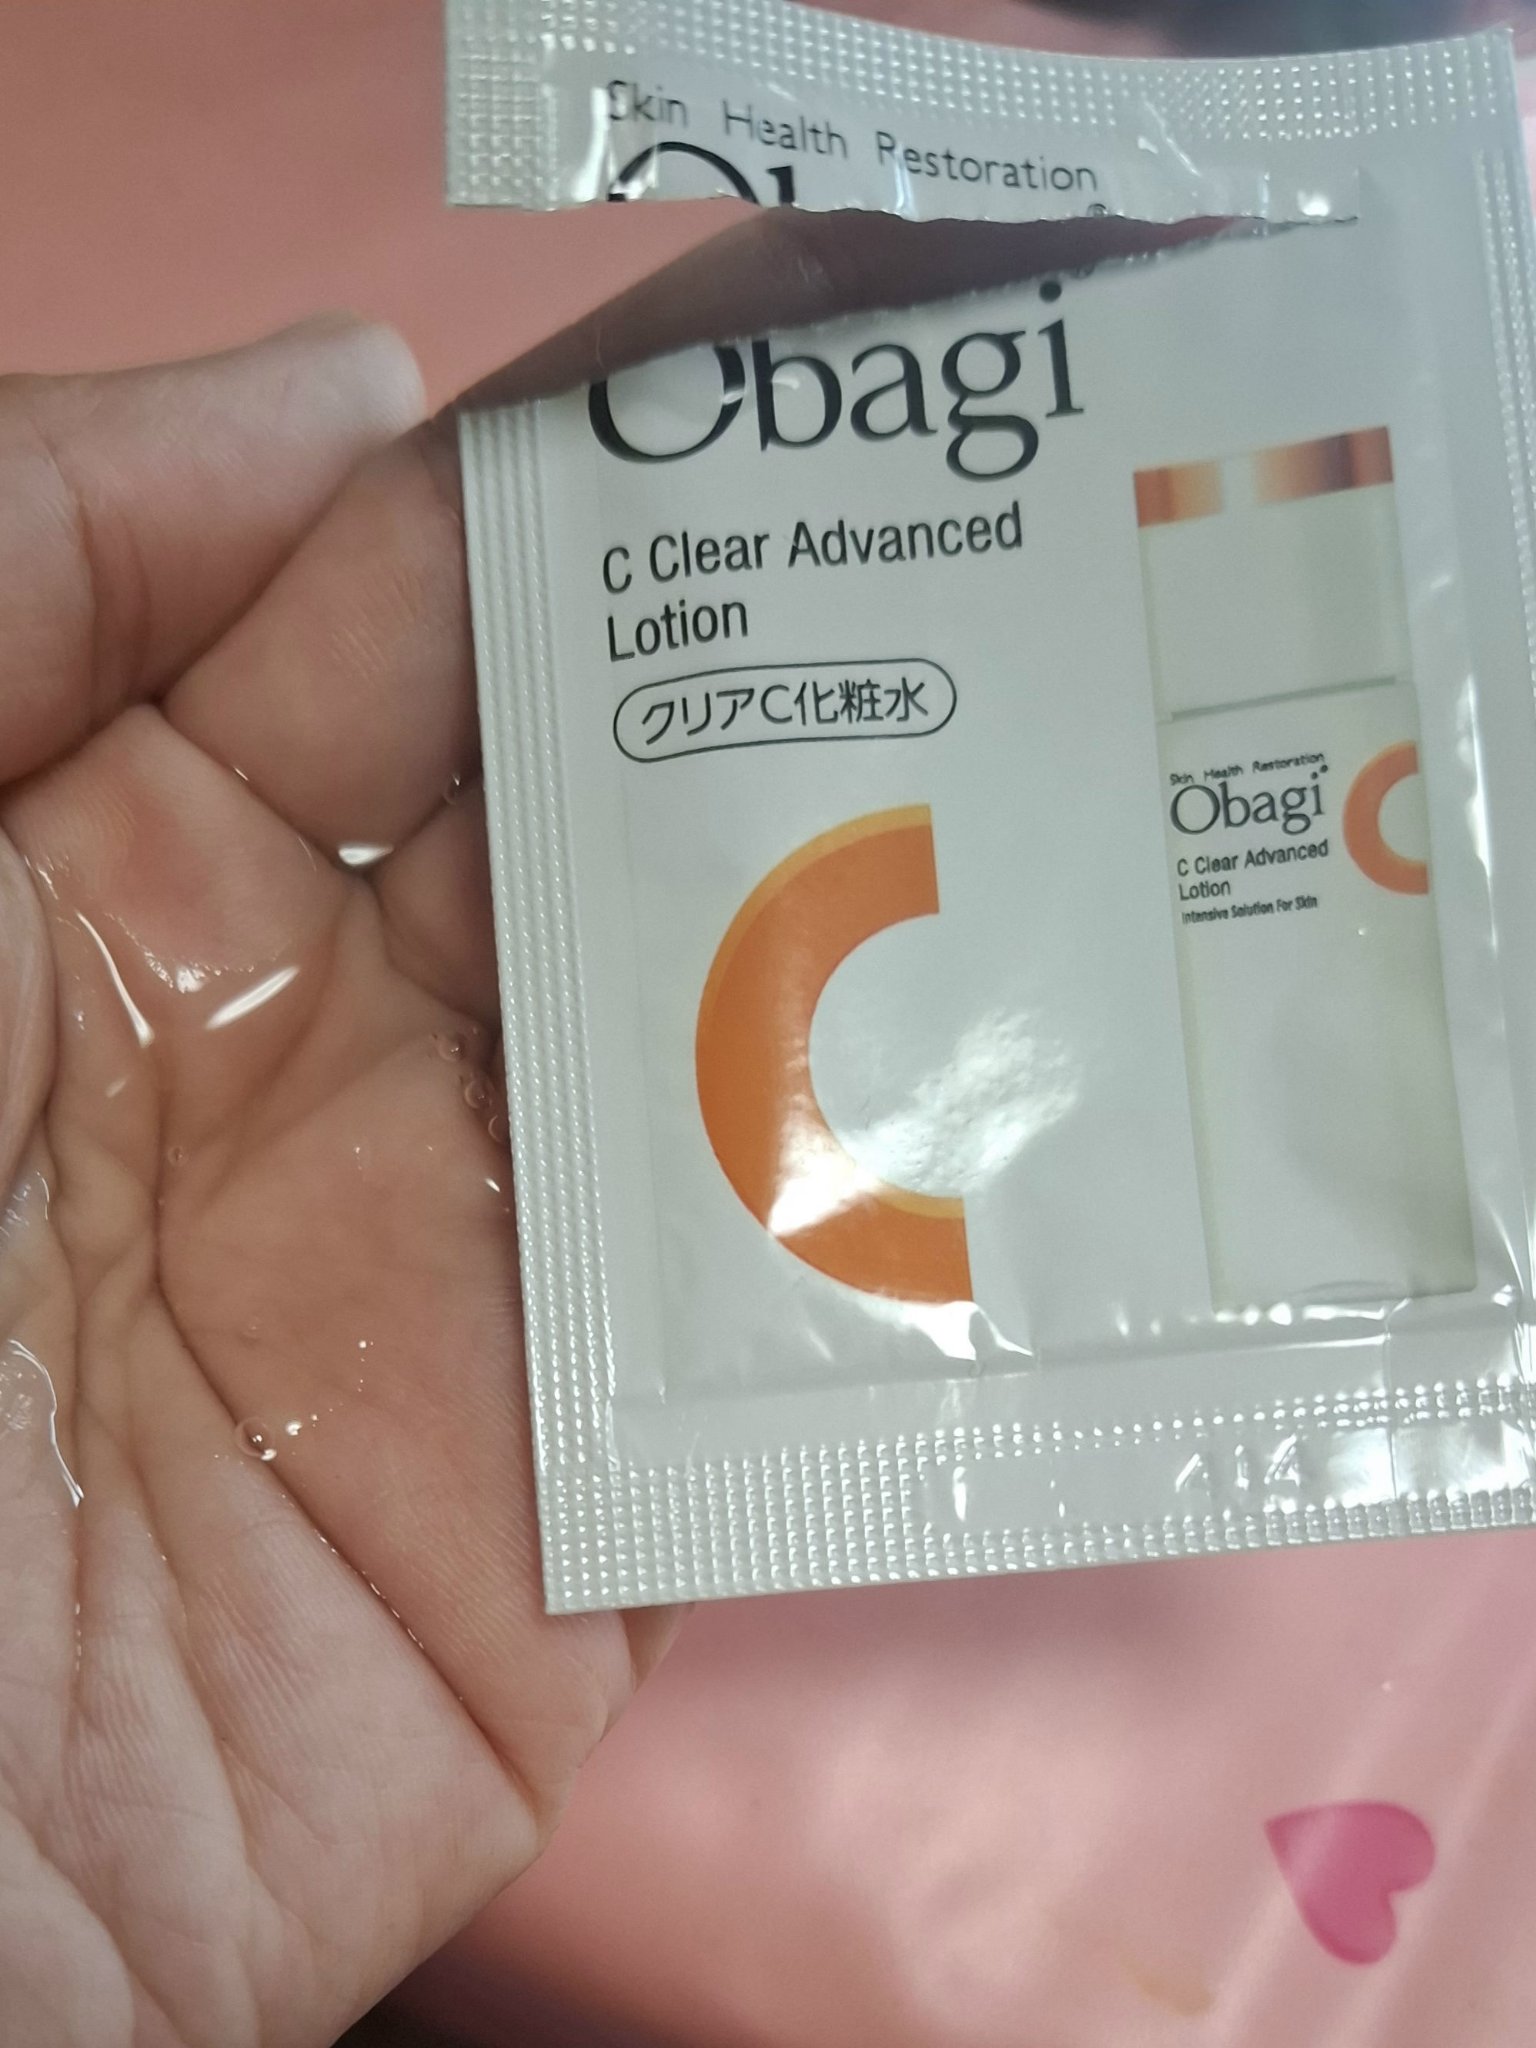 Skin Health Restoration
Obagi
C Clear Advanced
Lotion
クリアC化粧水
Skin Health Restoration
Obagi®
C Clear Advanced
Lotion
Intensive Solution For Skin
414